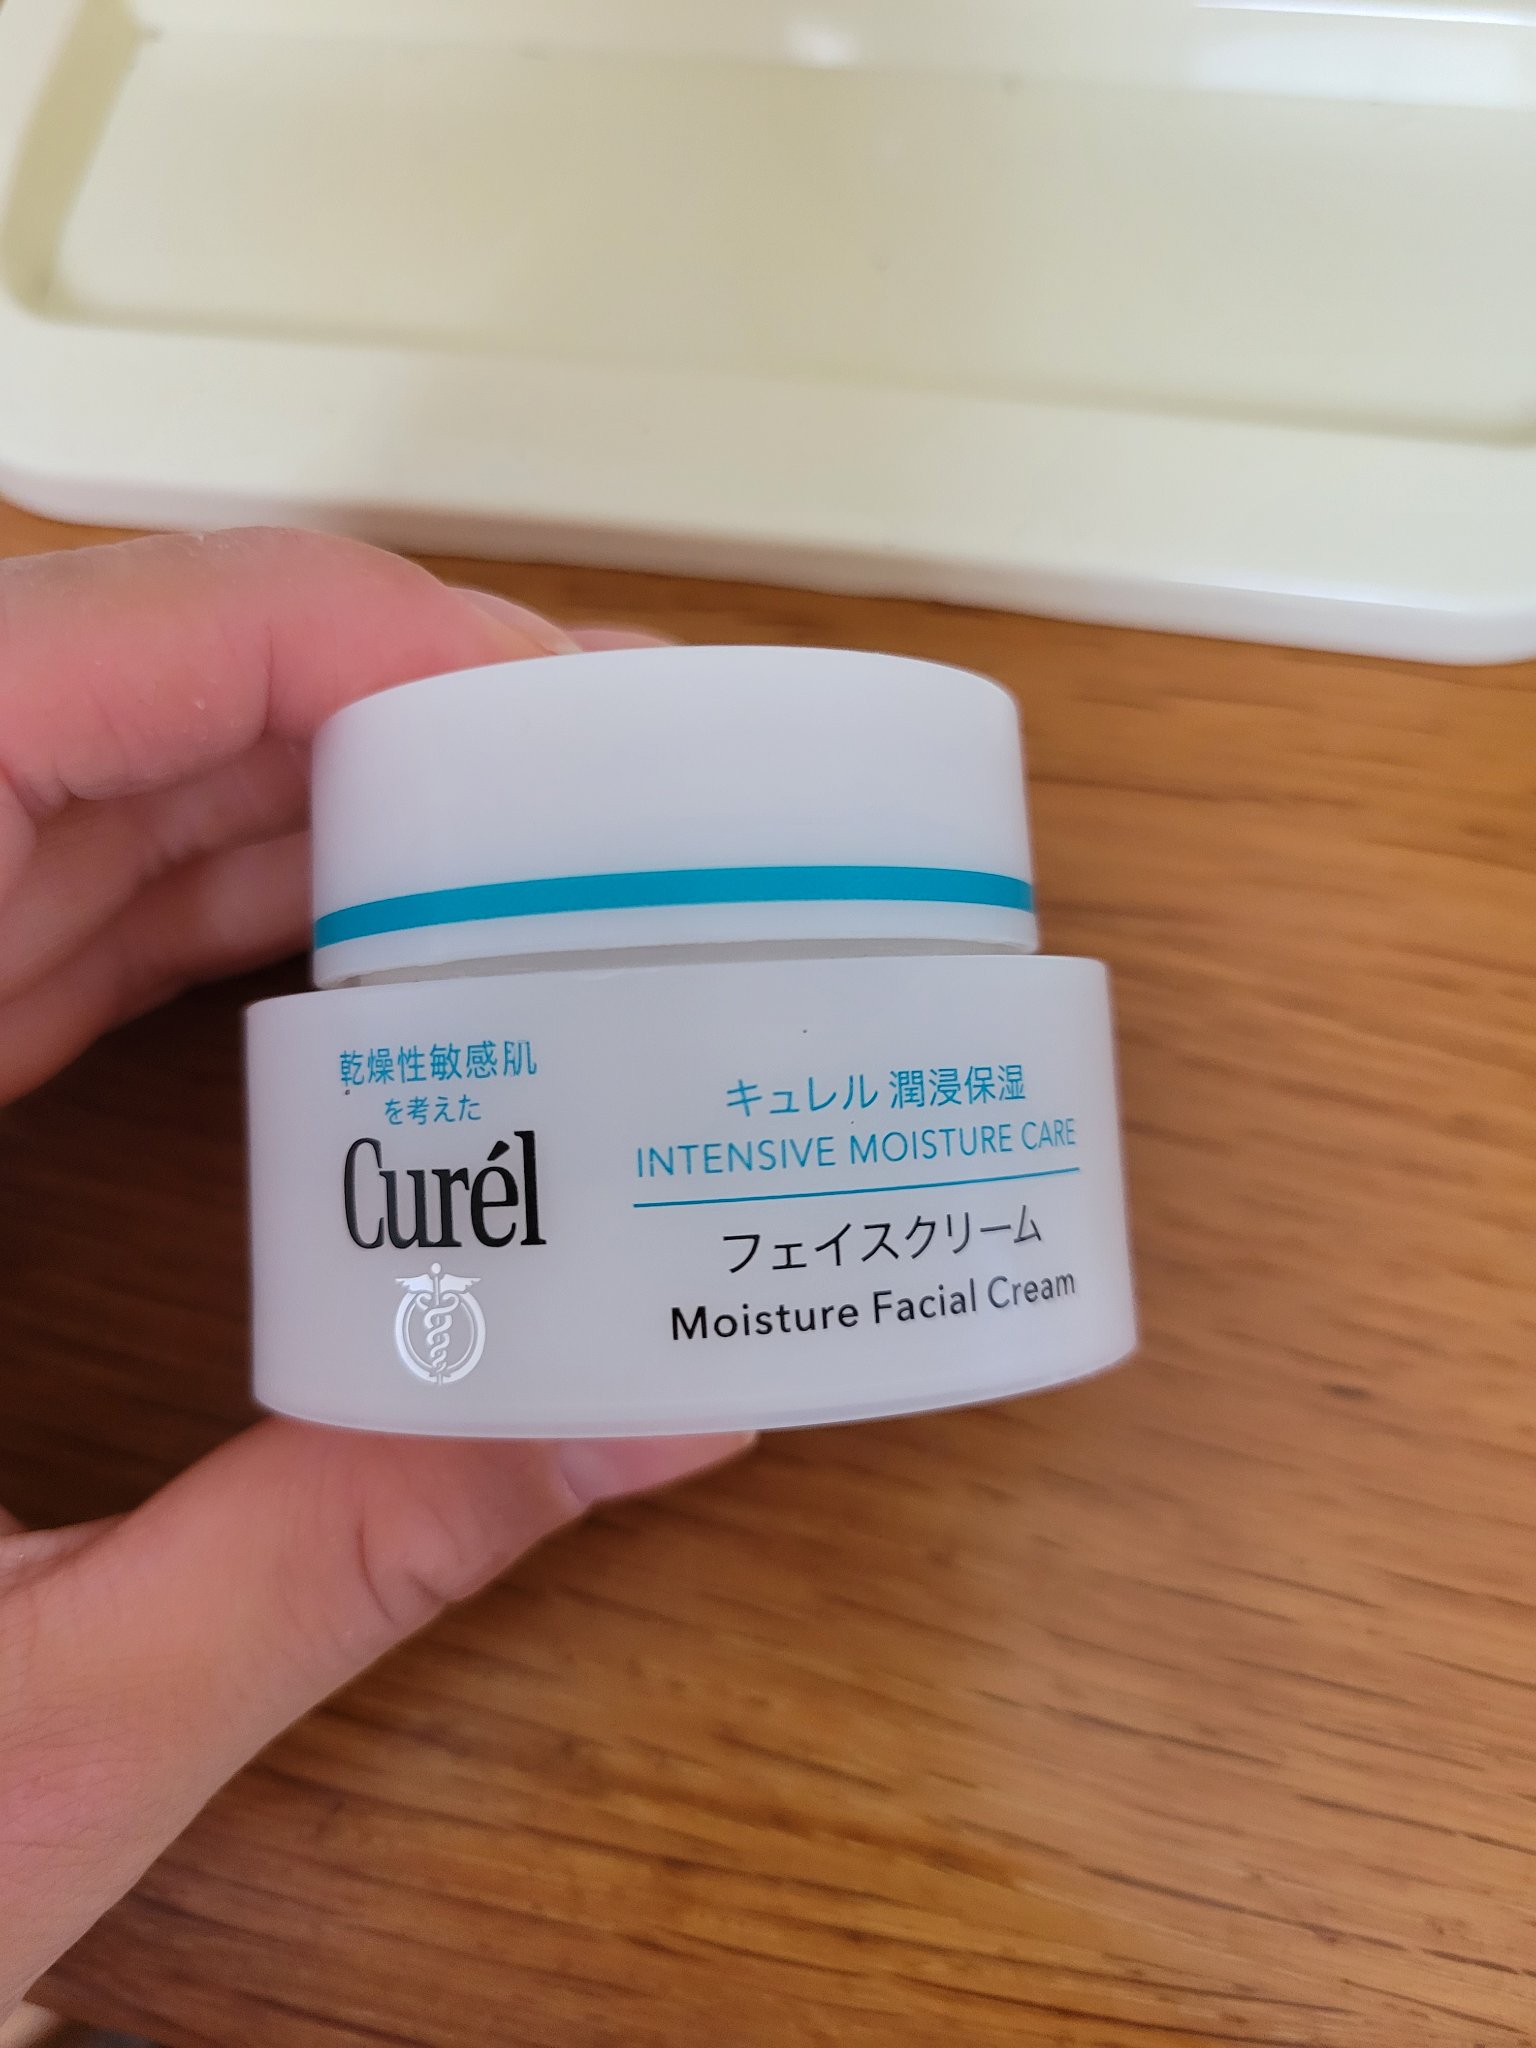 乾燥性敏感肌
を考えた
Curél
キュレル 潤浸保湿
INTENSIVE MOISTURE CARE
フェイスクリーム
Moisture Facial Cream